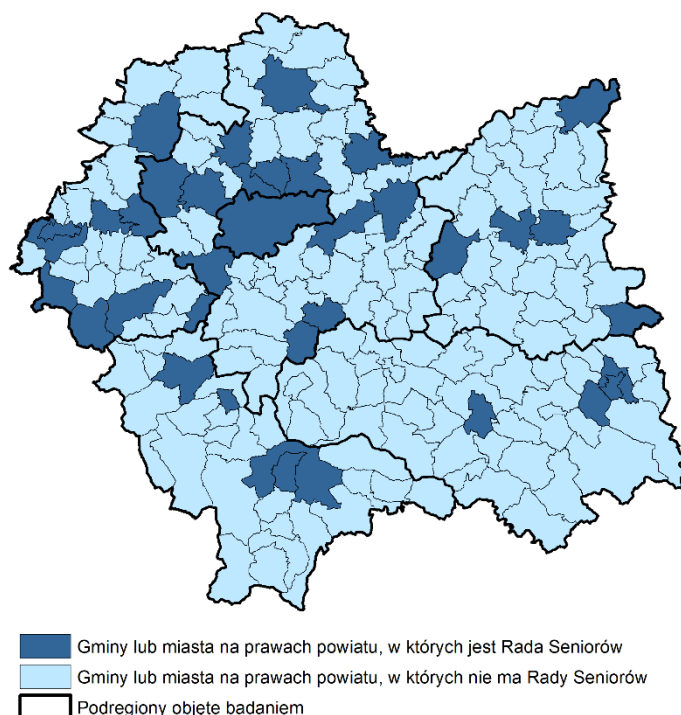 Gminy lub miasta na prawach powiatu, w których jest Rada Seniorów
Gminy lub miasta na prawach powiatu, w których nie ma Rady Seniorów
Podregiony objęte badaniem